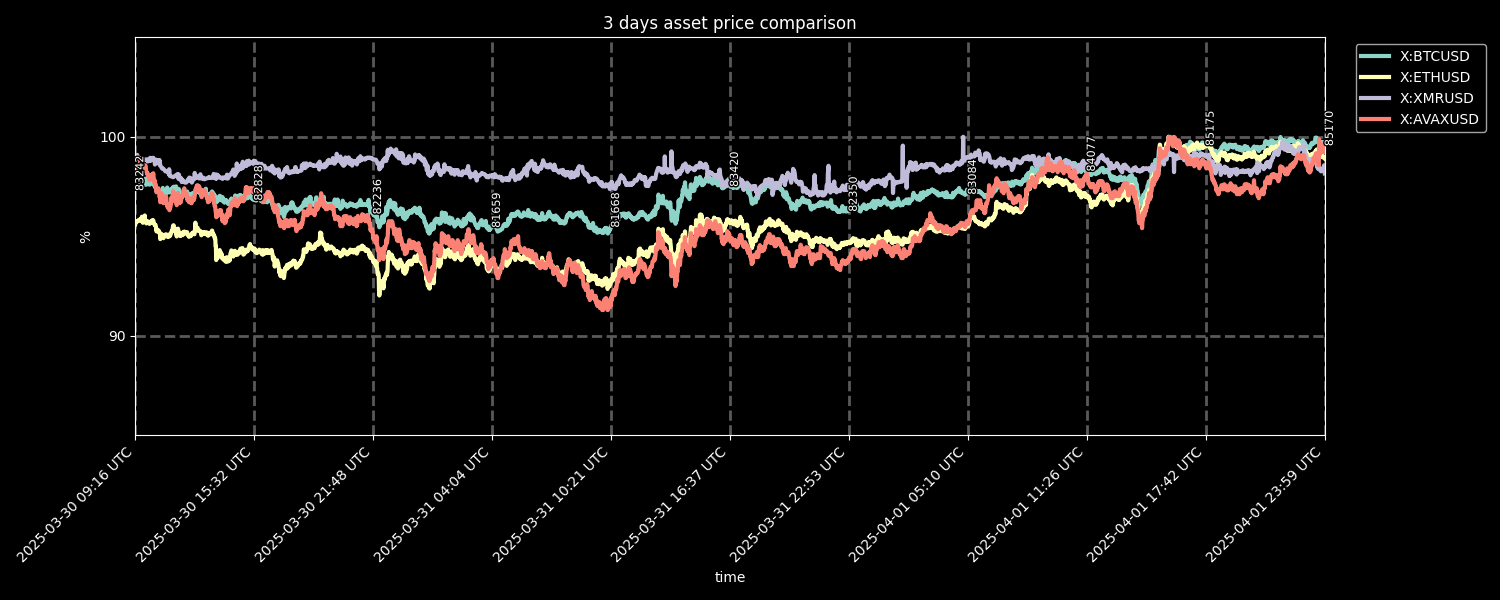 3 days asset price comparison
X:BTCUSD
X:ETHUSD
X:XMRUSD
X:AVAXUSD
100
90
%
83242
82828
82236
81659
81668
83420
82350
83084
84077
85175
85170
2025-03-30 09:16 UTC
2025-03-30 15:32 UTC
2025-03-30 21:48 UTC
2025-03-31 04:04 UTC
2025-03-31 10:21 UTC
2025-03-31 16:37 UTC
2025-03-31 22:53 UTC
2025-04-01 05:10 UTC
2025-04-01 11:26 UTC
2025-04-01 17:42 UTC
2025-04-01 23:59 UTC
time